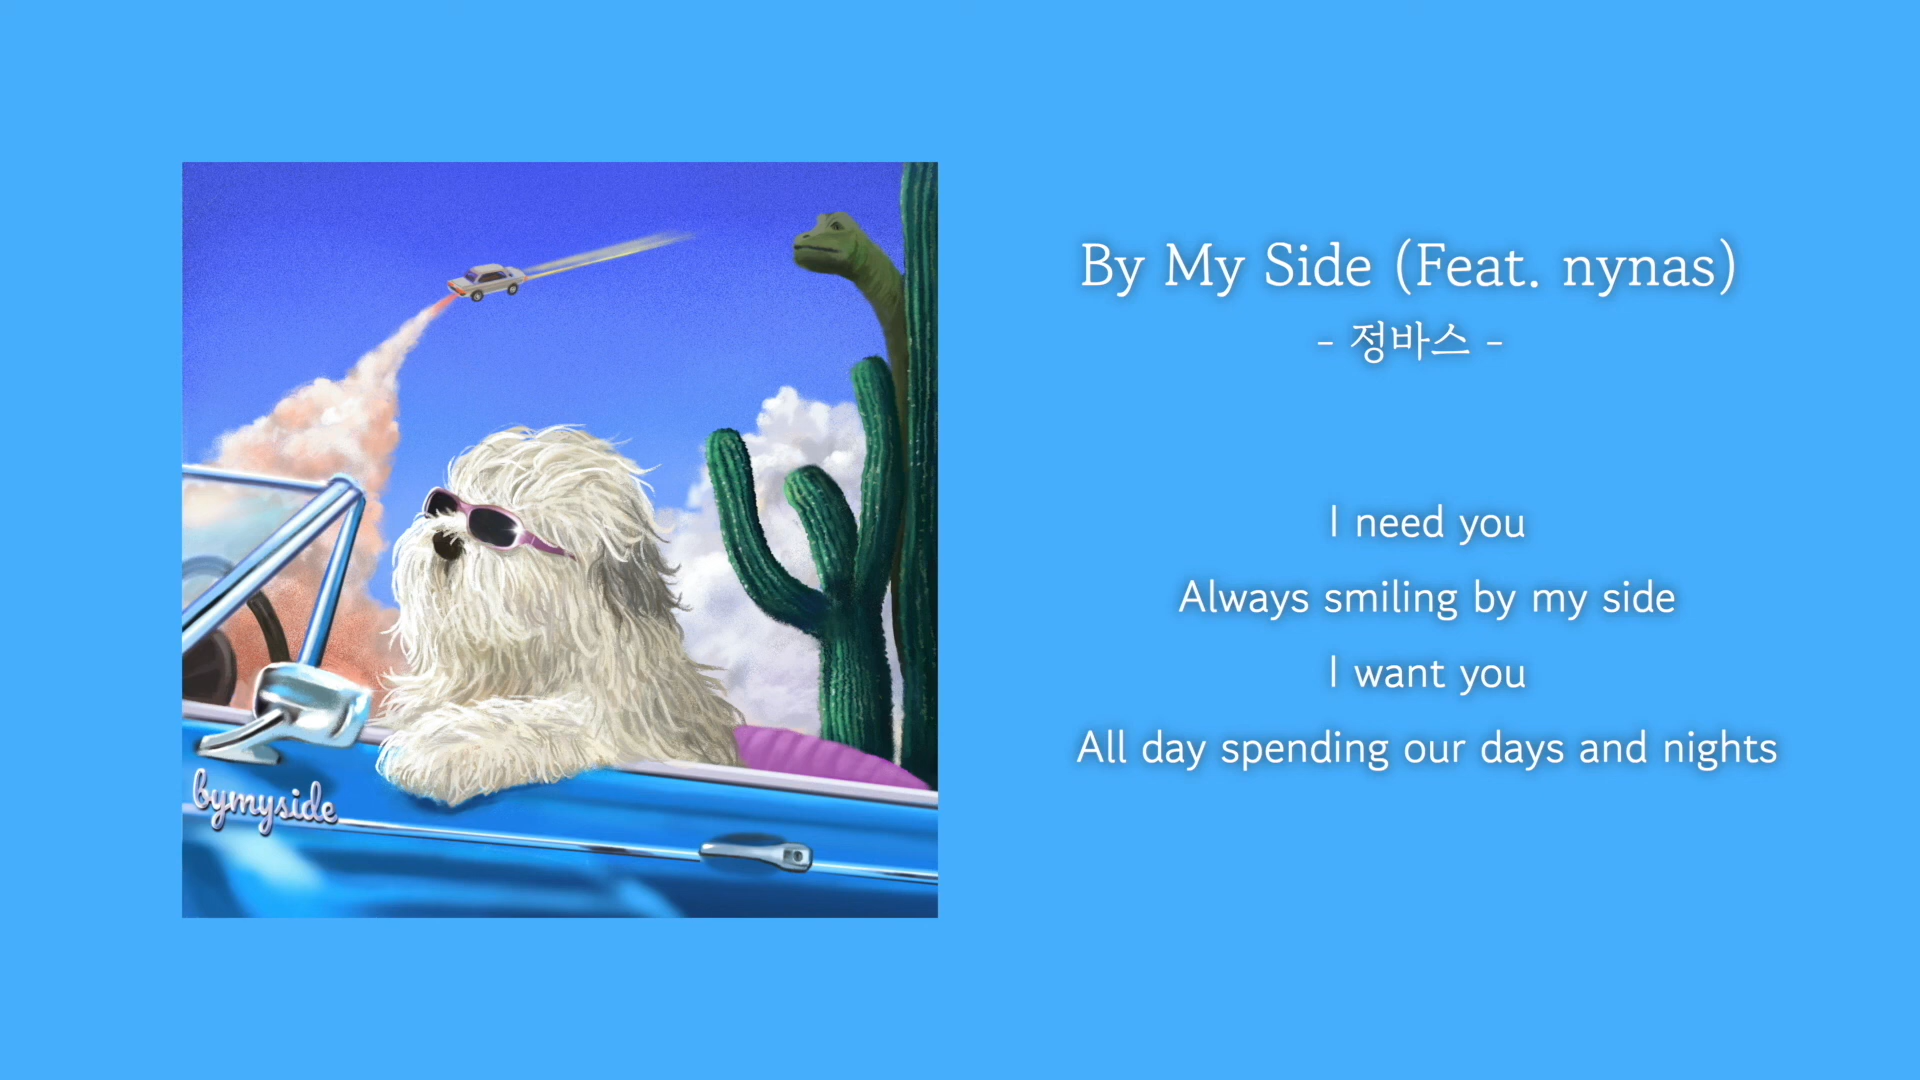 By My Side (Feat. nynas)
- 정바스 -
I need you
Always smiling by my side
I want you
All day spending our days and nights
bymyside